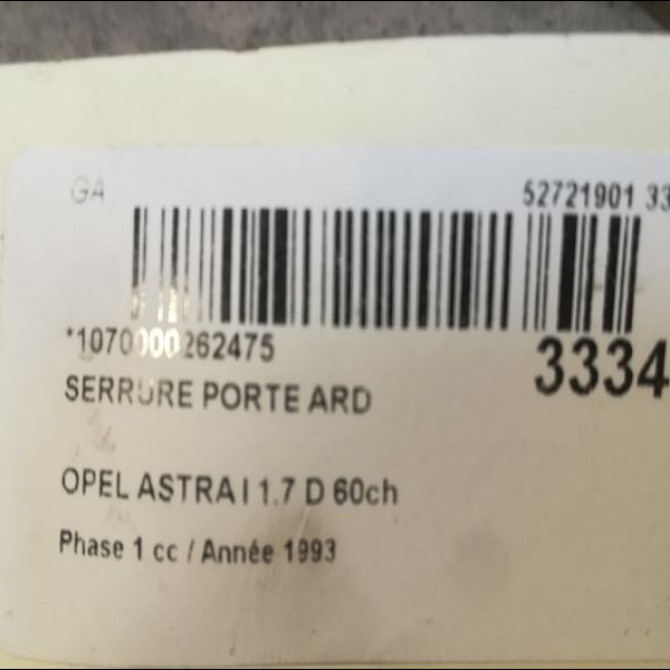 GA
52721901 33
*1070000262475
3334
SERRURE PORTE ARD
OPEL ASTRA I 1.7 D 60ch
Phase 1 cc / Année 1993